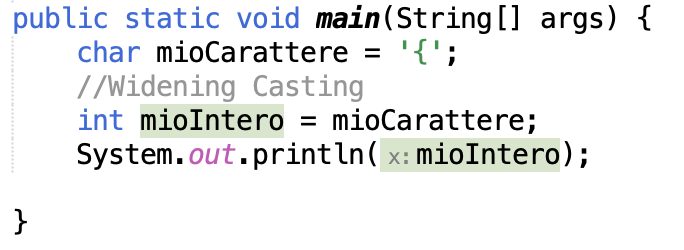 public static void main(String[] args) {
char mioCarattere = '{';
//Widening Casting
int mioIntero = mioCarattere;
System.out.println( x: mioIntero);
}